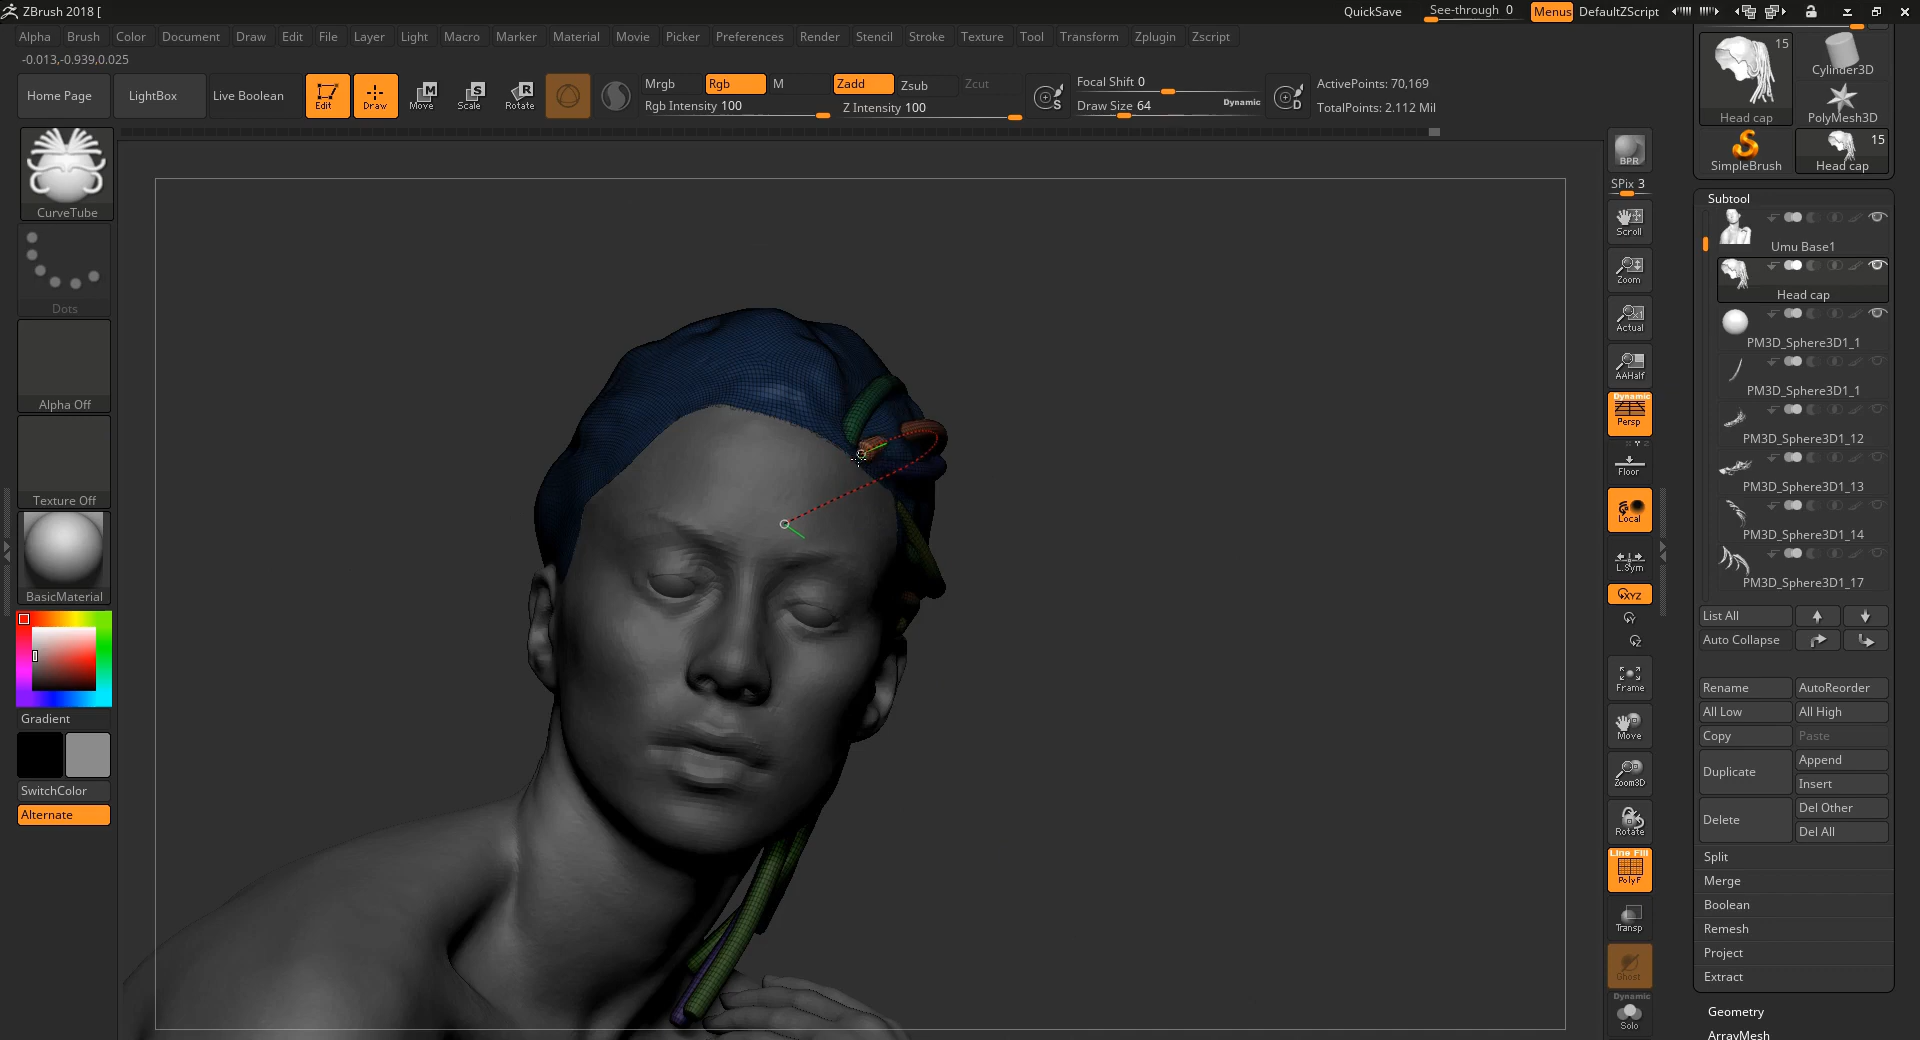 ZBrush 2018 [
QuickSave
See-through 0
Menus
DefaultZScript
Alpha Brush Color Document Draw Edit File Layer Light Macro Marker Material Movie Picker Preferences Render Stencil Stroke Texture Tool Transform Zplugin Zscript
-0.013,-0.939,0.025
Home Page
LightBox
Live Boolean
Edit
Draw
Move
Scale
Rotate
Mrgb Rgb M
Rgb Intensity 100
Zadd Zsub Zcut
Z Intensity 100
Focal Shift 0
Draw Size 64
Dynamic
ActivePoints: 70,169
TotalPoints: 2.112 Mil
CurveTube
Dots
Alpha Off
Texture Off
BasicMaterial
Gradient
SwitchColor
Alternate
BPR
SPix 3
Scroll
Zoom
Actual
AAHalf
Dynamic
Persp
Floor
Local
L.Sym
XYZ
Frame
Move
Zoom3D
Rotate
Line Fill
PolyF
Transp
Ghost
Dynamic
Solo
15
Head cap
Cylinder3D
PolyMesh3D
SimpleBrush
15
Head cap
Subtool
Umu Base1
Head cap
PM3D_Sphere3D1_1
PM3D_Sphere3D1_1
PM3D_Sphere3D1_12
PM3D_Sphere3D1_13
PM3D_Sphere3D1_14
PM3D_Sphere3D1_17
List All
Auto Collapse
Rename AutoReorder
All Low All High
Copy Paste
Duplicate Append
Insert
Delete Del Other
Del All
Split
Merge
Boolean
Remesh
Project
Extract
Geometry
ArrayMesh